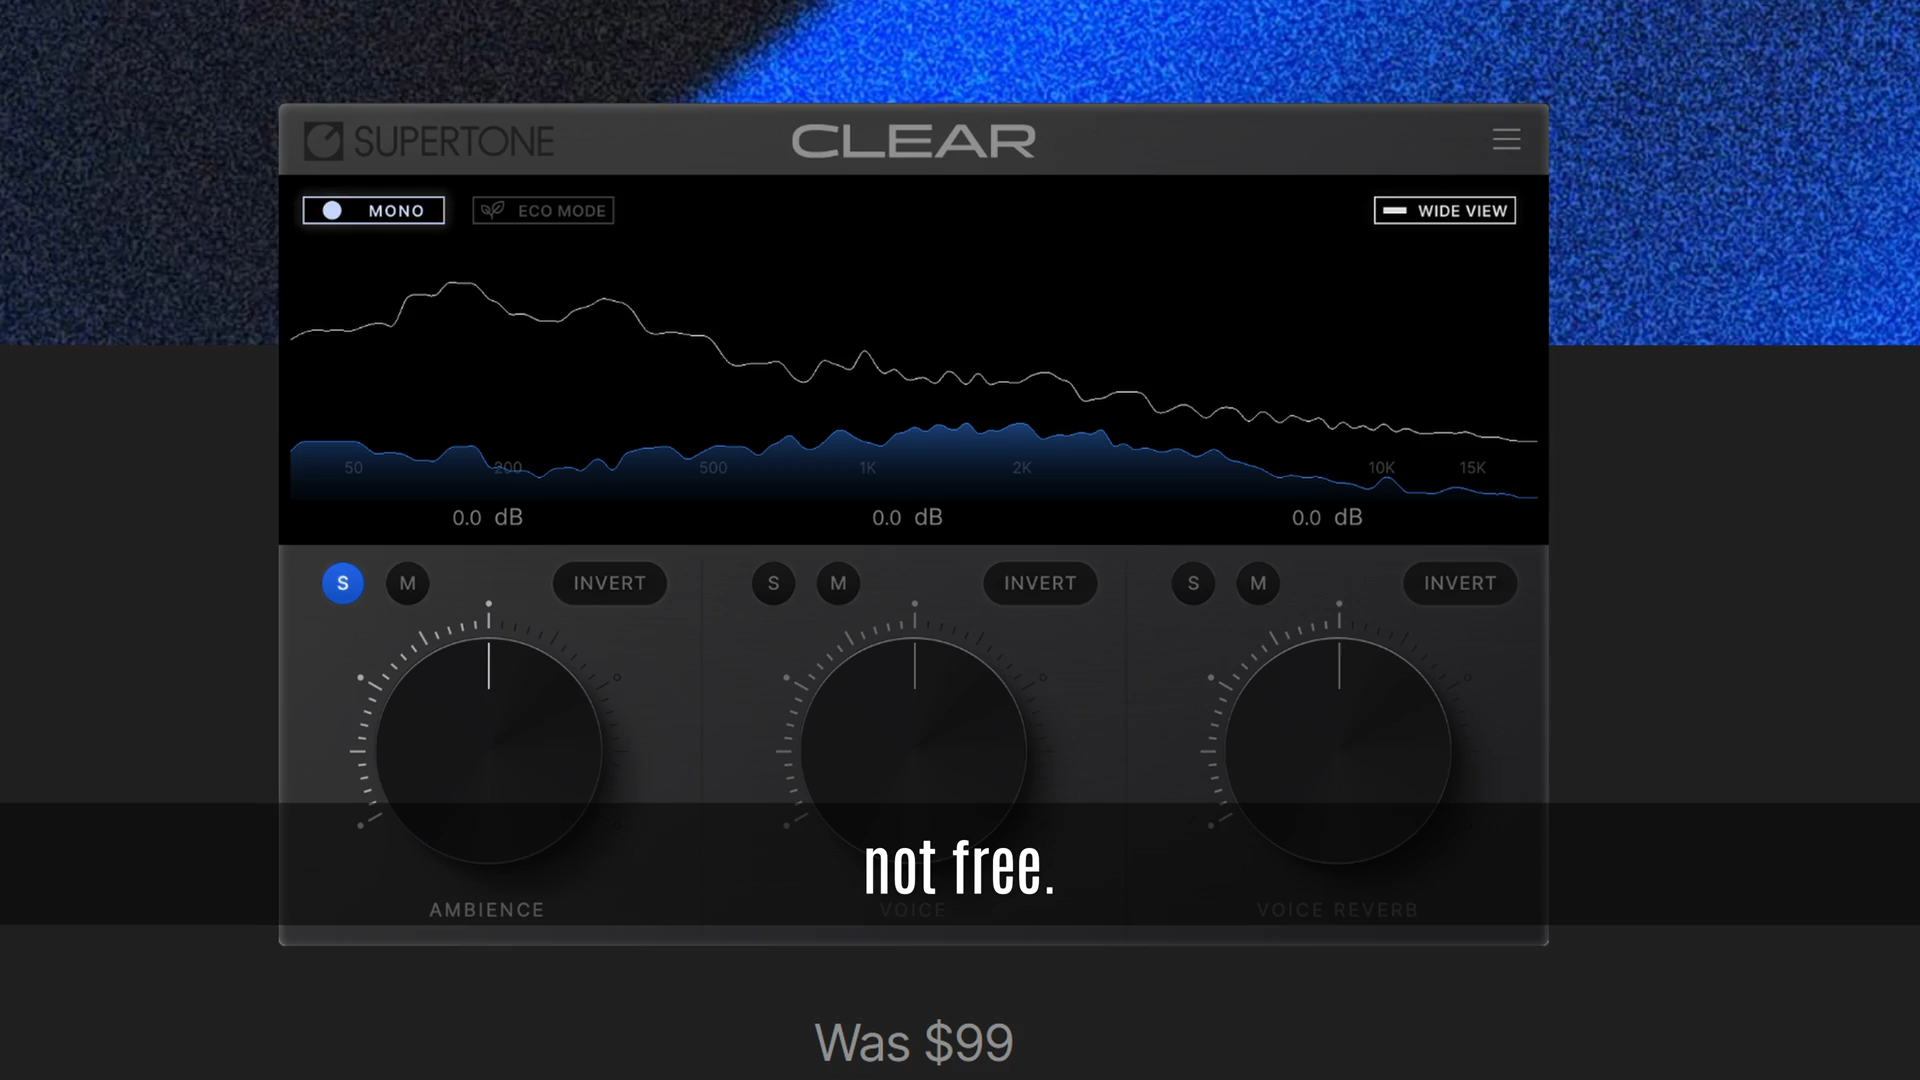 SUPERTONE
CLEAR
MONO
ECO MODE
WIDE VIEW
50 200 500 1K 2K 10K 15K
0.0 dB 0.0 dB 0.0 dB
S M INVERT S M INVERT S M INVERT
not free.
AMBIENCE VOICE VOICE REVERB
Was $99